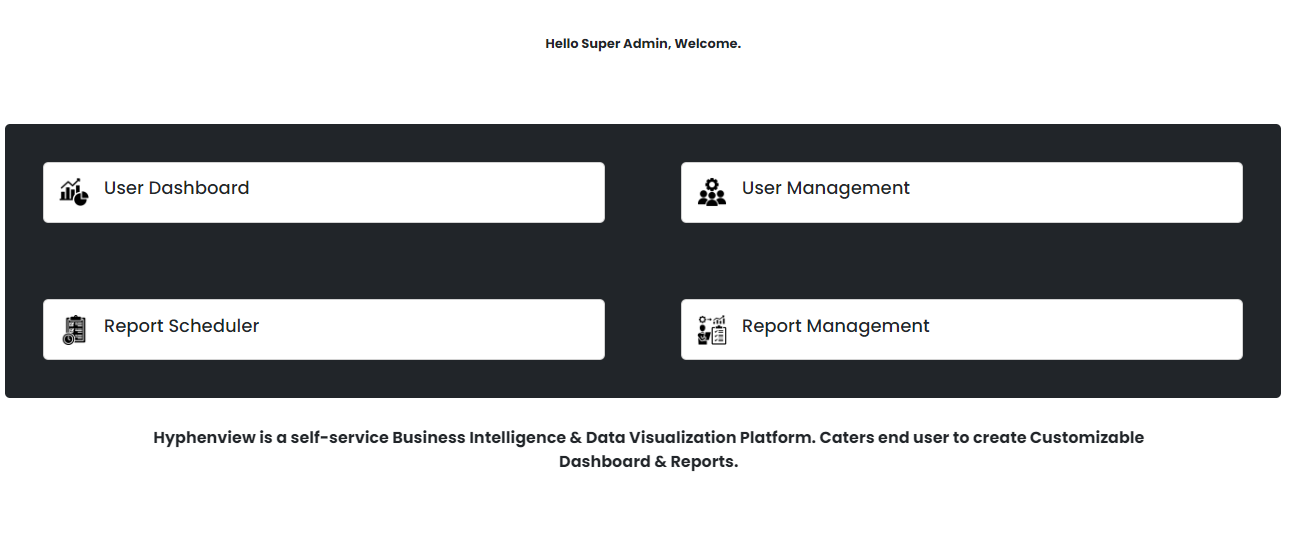 Hello Super Admin, Welcome.
User Dashboard
User Management
Report Scheduler
Report Management
Hyphenview is a self-service Business Intelligence & Data Visualization Platform. Caters end user to create Customizable
Dashboard & Reports.